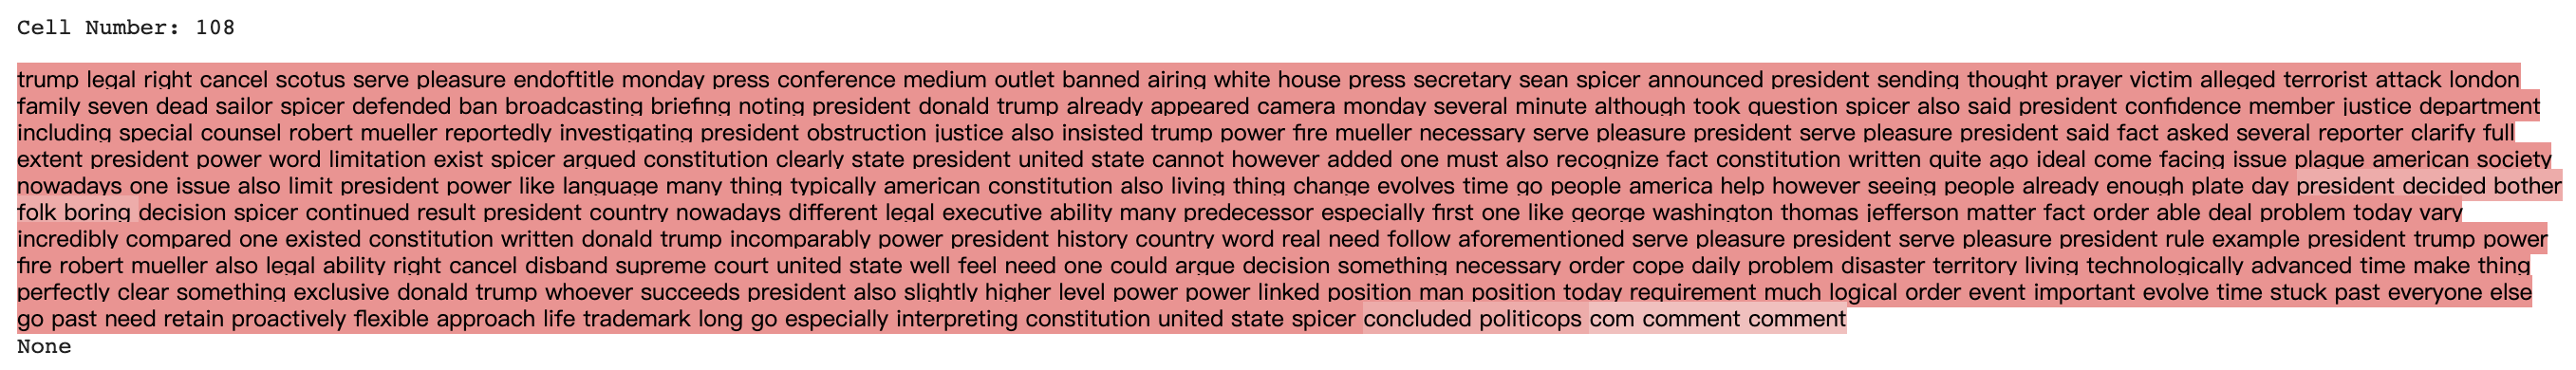 Cell Number: 108
trump legal right cancel scotus serve pleasure endoftitle monday press conference medium outlet banned airing white house press secretary sean spicer announced president sending thought prayer victim alleged terrorist attack london
family seven dead sailor spicer defended ban broadcasting briefing noting president donald trump already appeared camera monday several minute although took question spicer also said president confidence member justice department
including special counsel robert mueller reportedly investigating president obstruction justice also insisted trump power fire mueller necessary serve pleasure president serve pleasure president said fact asked several reporter clarify full
extent president power word limitation exist spicer argued constitution clearly state president united state cannot however added one must also recognize fact constitution written quite ago ideal come facing issue plague american society
nowadays one issue also limit president power like language many thing typically american constitution also living thing change evolves time go people america help however seeing people already enough plate day president decided bother
folk boring decision spicer continued result president country nowadays different legal executive ability many predecessor especially first one like george washington thomas jefferson matter fact order able deal problem today vary
incredibly compared one existed constitution written donald trump incomparably power president history country word real need follow aforementioned serve pleasure president serve pleasure president rule example president trump power
fire robert mueller also legal ability right cancel disband supreme court united state well feel need one could argue decision something necessary order cope daily problem disaster territory living technologically advanced time make thing
perfectly clear something exclusive donald trump whoever succeeds president also slightly higher level power power linked position man position today requirement much logical order event important evolve time stuck past everyone else
go past need retain proactively flexible approach life trademark long go especially interpreting constitution united state spicer concluded politicops com comment comment
None